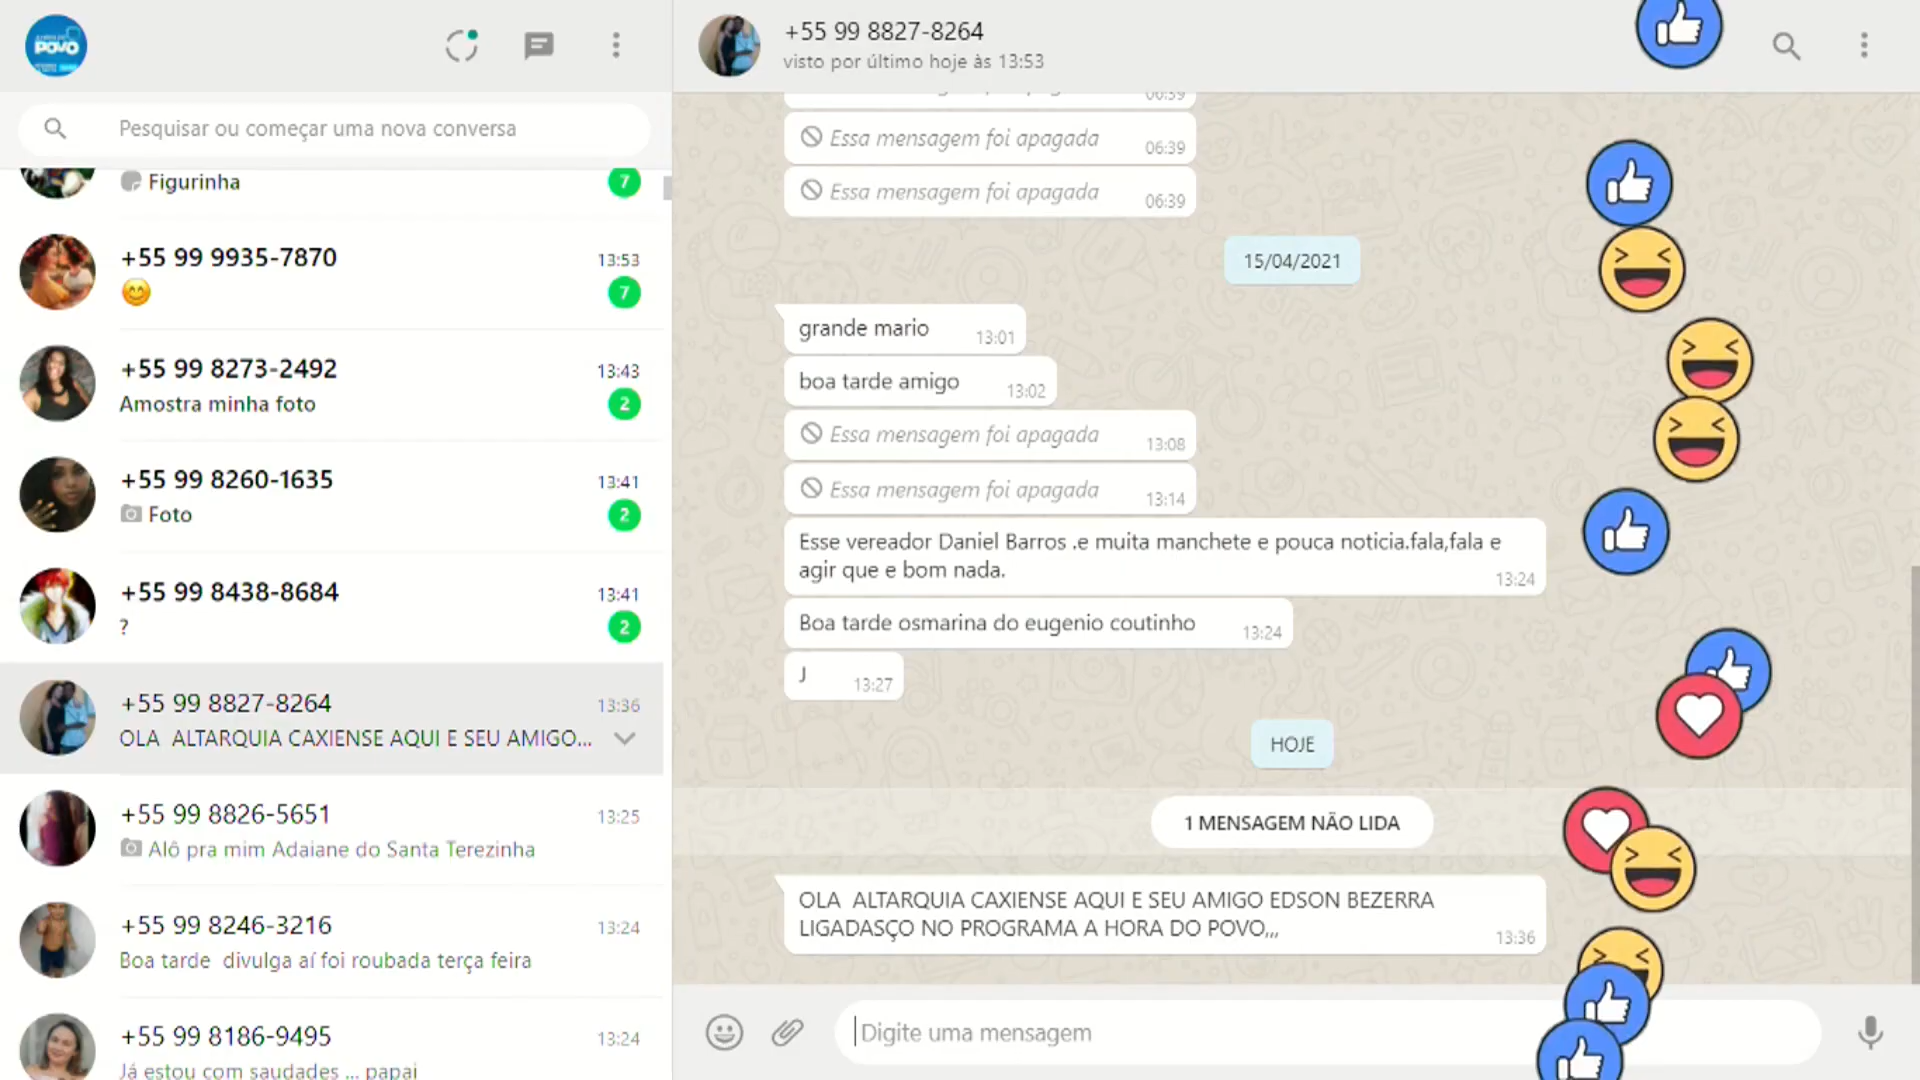 POVO
Pesquisar ou começar uma nova conversa
Figurinha
7
+55 99 9935-7870
13:53
7
+55 99 8273-2492
13:43
Amostra minha foto
2
+55 99 8260-1635
13:41
Foto
2
+55 99 8438-8684
13:41
?
2
+55 99 8827-8264
13:36
OLA ALTARQUIA CAXIENSE AQUI E SEU AMIGO...
+55 99 8826-5651
13:25
Alô pra mim Adaiane do Santa Terezinha
+55 99 8246-3216
13:24
Boa tarde divulga aí foi roubada terça feira
+55 99 8186-9495
13:24
Já estou com saudades ... papai
+55 99 8827-8264
visto por último hoje às 13:53
06:39
Essa mensagem foi apagada
06:39
Essa mensagem foi apagada
06:39
15/04/2021
grande mario
13:01
boa tarde amigo
13:02
Essa mensagem foi apagada
13:08
Essa mensagem foi apagada
13:14
Esse vereador Daniel Barros .e muita manchete e pouca noticia.fala,fala e
agir que e bom nada.
13:24
Boa tarde osmarina do eugenio coutinho
13:24
J
13:27
HOJE
1 MENSAGEM NÃO LIDA
OLA ALTARQUIA CAXIENSE AQUI E SEU AMIGO EDSON BEZERRA
LIGADASÇO NO PROGRAMA A HORA DO POVO,,,
13:36
Digite uma mensagem